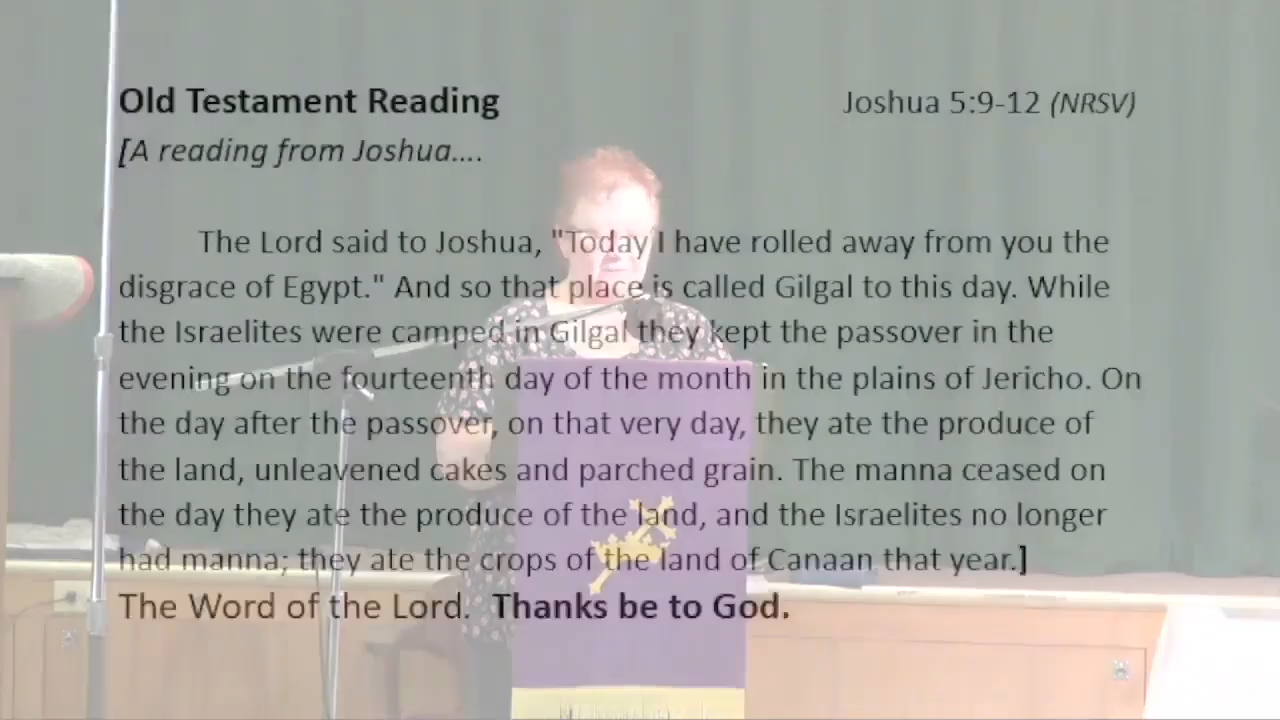 Old Testament Reading Joshua 5:9-12 (NRSV)
[A reading from Joshua....
The Lord said to Joshua, "Today I have rolled away from you the
disgrace of Egypt." And so that place is called Gilgal to this day. While
the Israelites were camped in Gilgal they kept the passover in the
evening on the fourteenth day of the month in the plains of Jericho. On
the day after the passover, on that very day, they ate the produce of
the land, unleavened cakes and parched grain. The manna ceased on
the day they ate the produce of the land, and the Israelites no longer
had manna; they ate the crops of the land of Canaan that year.]
The Word of the Lord. Thanks be to God.